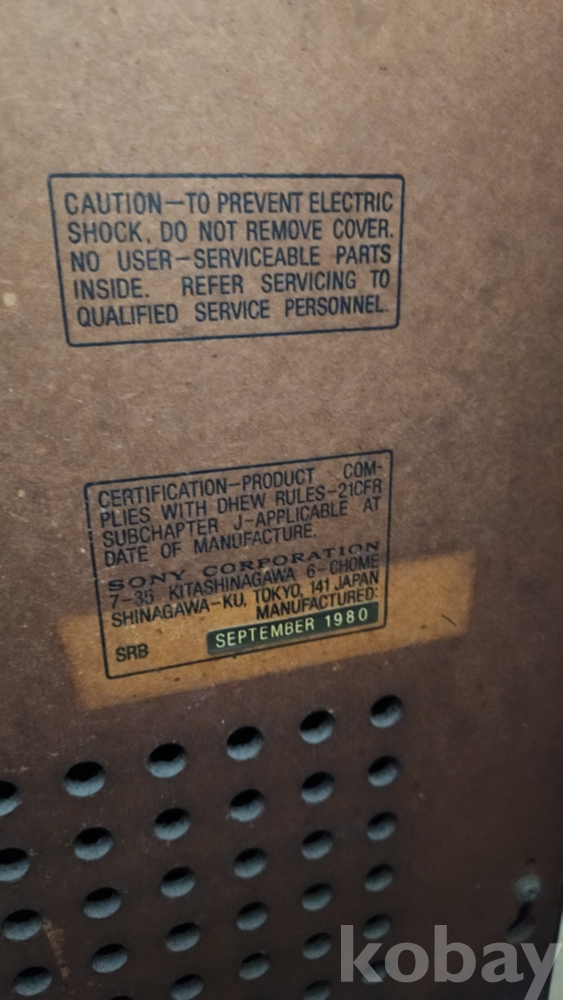 CAUTION—TO PREVENT ELECTRIC
SHOCK, DO NOT REMOVE COVER.
NO USER-SERVICEABLE PARTS
INSIDE. REFER SERVICING TO
QUALIFIED SERVICE PERSONNEL.
CERTIFICATION-PRODUCT COM-
PLIES WITH DHEW RULES-21CFR
SUBCHAPTER J-APPLICABLE AT
DATE OF MANUFACTURE.
SONY CORPORATION
7-35 KITASHINAGAWA 6-CHOME
SHINAGAWA-KU, TOKYO, 141 JAPAN
MANUFACTURED:
SRB SEPTEMBER 1980
kobay